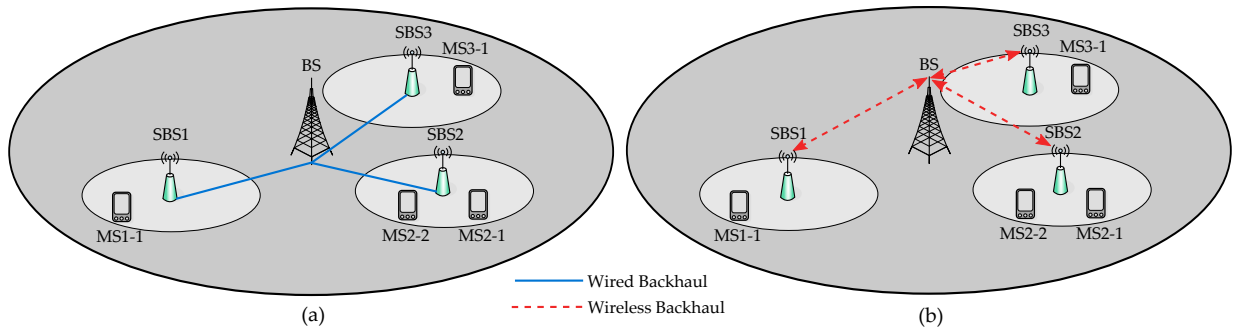 SBS3
MS3-1
BS
SBS1
SBS2
MS1-1
MS2-2
MS2-1
(a)
SBS3
MS3-1
BS
SBS1
SBS2
MS1-1
MS2-2
MS2-1
(b)
Wired Backhaul
Wireless Backhaul